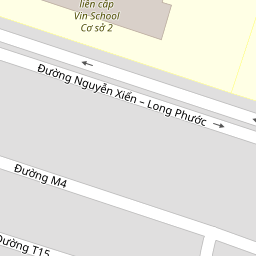 liên cấp
Vin School
Cơ sở 2
Đường Nguyễn Xiển – Long Phước
Đường M4
Đường T15